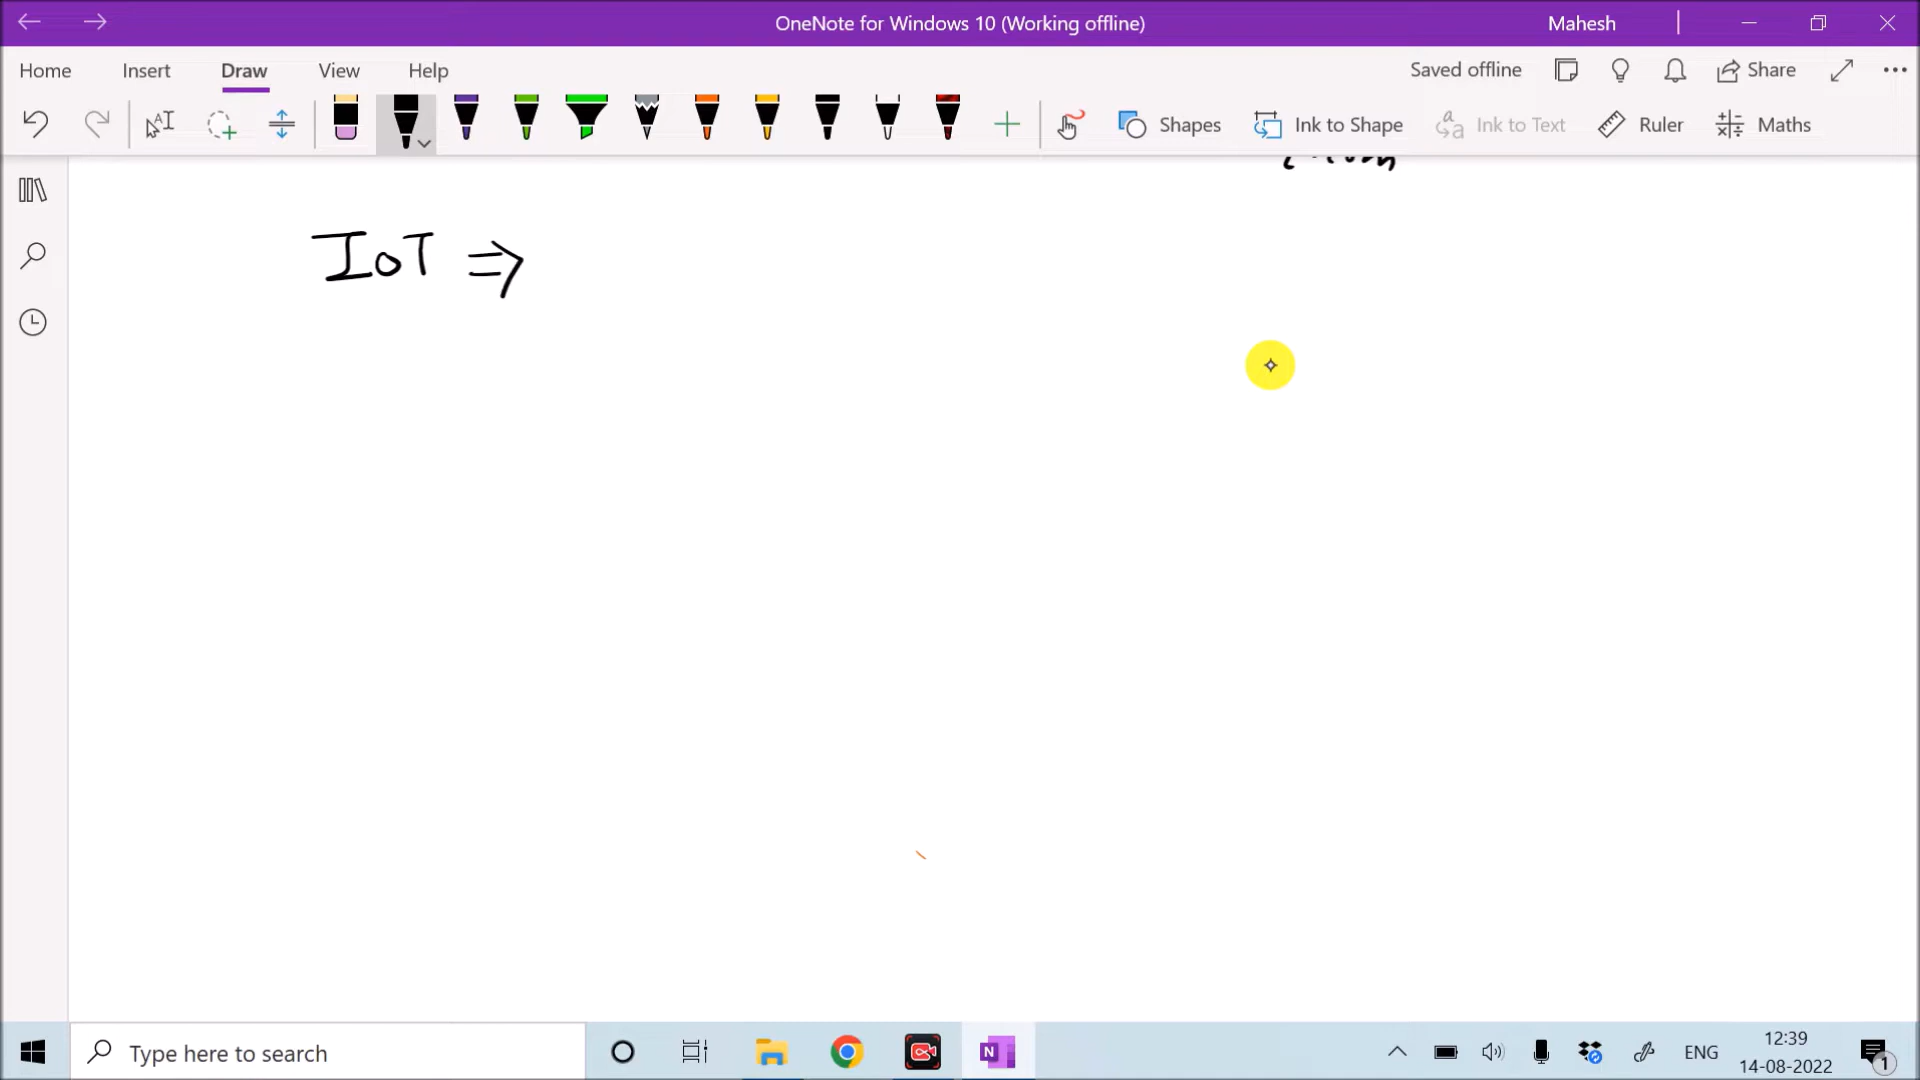 OneNote for Windows 10 (Working offline)
Mahesh
Home Insert Draw View Help
Saved offline
Share
Shapes
Ink to Shape
Ink to Text
Ruler
Maths
IoT ⇒
Type here to search
ENG
12:39
14-08-2022
1